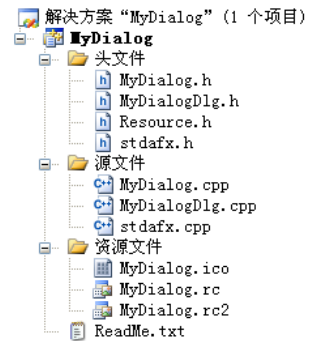 解决方案“MyDialog”(1 个项目)
MyDialog
头文件
MyDialog.h
MyDialogDlg.h
Resource.h
stdafx.h
源文件
MyDialog.cpp
MyDialogDlg.cpp
stdafx.cpp
资源文件
MyDialog.ico
MyDialog.rc
MyDialog.rc2
ReadMe.txt